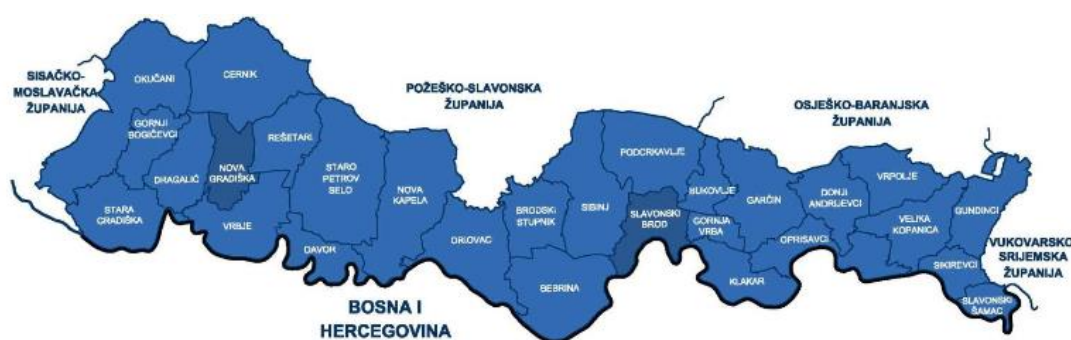 SISAČKO-
MOSLAVAČKA
ŽUPANIJA
OKUČANI
CERNIK
POŽEŠKO-SLAVONSKA
ŽUPANIJA
OSJEŠKO-BARANJSKA
ŽUPANIJA
GORNJI
BOGIĆEVCI
REŠETARI
DRAGALIĆ
NOVA
GRADIŠKA
STARO
PETROV
SELO
STARA
GRADIŠKA
VRBJE
DAVOR
NOVA
KAPELA
ORIOVAC
BRODSKI
STUPNIK
SIBINJ
BEBRINA
PODCRKAVLJE
SLAVONSKI
BROD
BUKOVLJE
GORNJA
VRBA
GARČIN
KLAKAR
OPRISAVCI
DONJI
ANDRIJEVCI
VRPOLJE
VELIKA
KOPANICA
GUNDINCI
SIKIREVCI
SLAVONSKI
ŠAMAC
VUKOVARSKO
SRIJEMSKA
ŽUPANIJA
BOSNA I
HERCEGOVINA